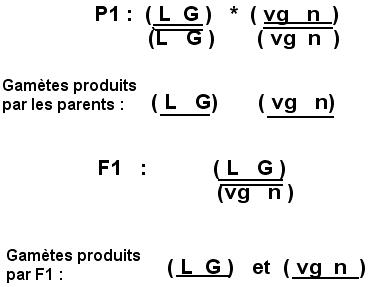 P1 : ( L G ) * ( vg n )
( L G ) ( vg n )
Gamètes produits
par les parents : ( L G) ( vg n)
F1 : ( L G )
(vg n )
Gamètes produits
par F1 : ( L G ) et ( vg n )